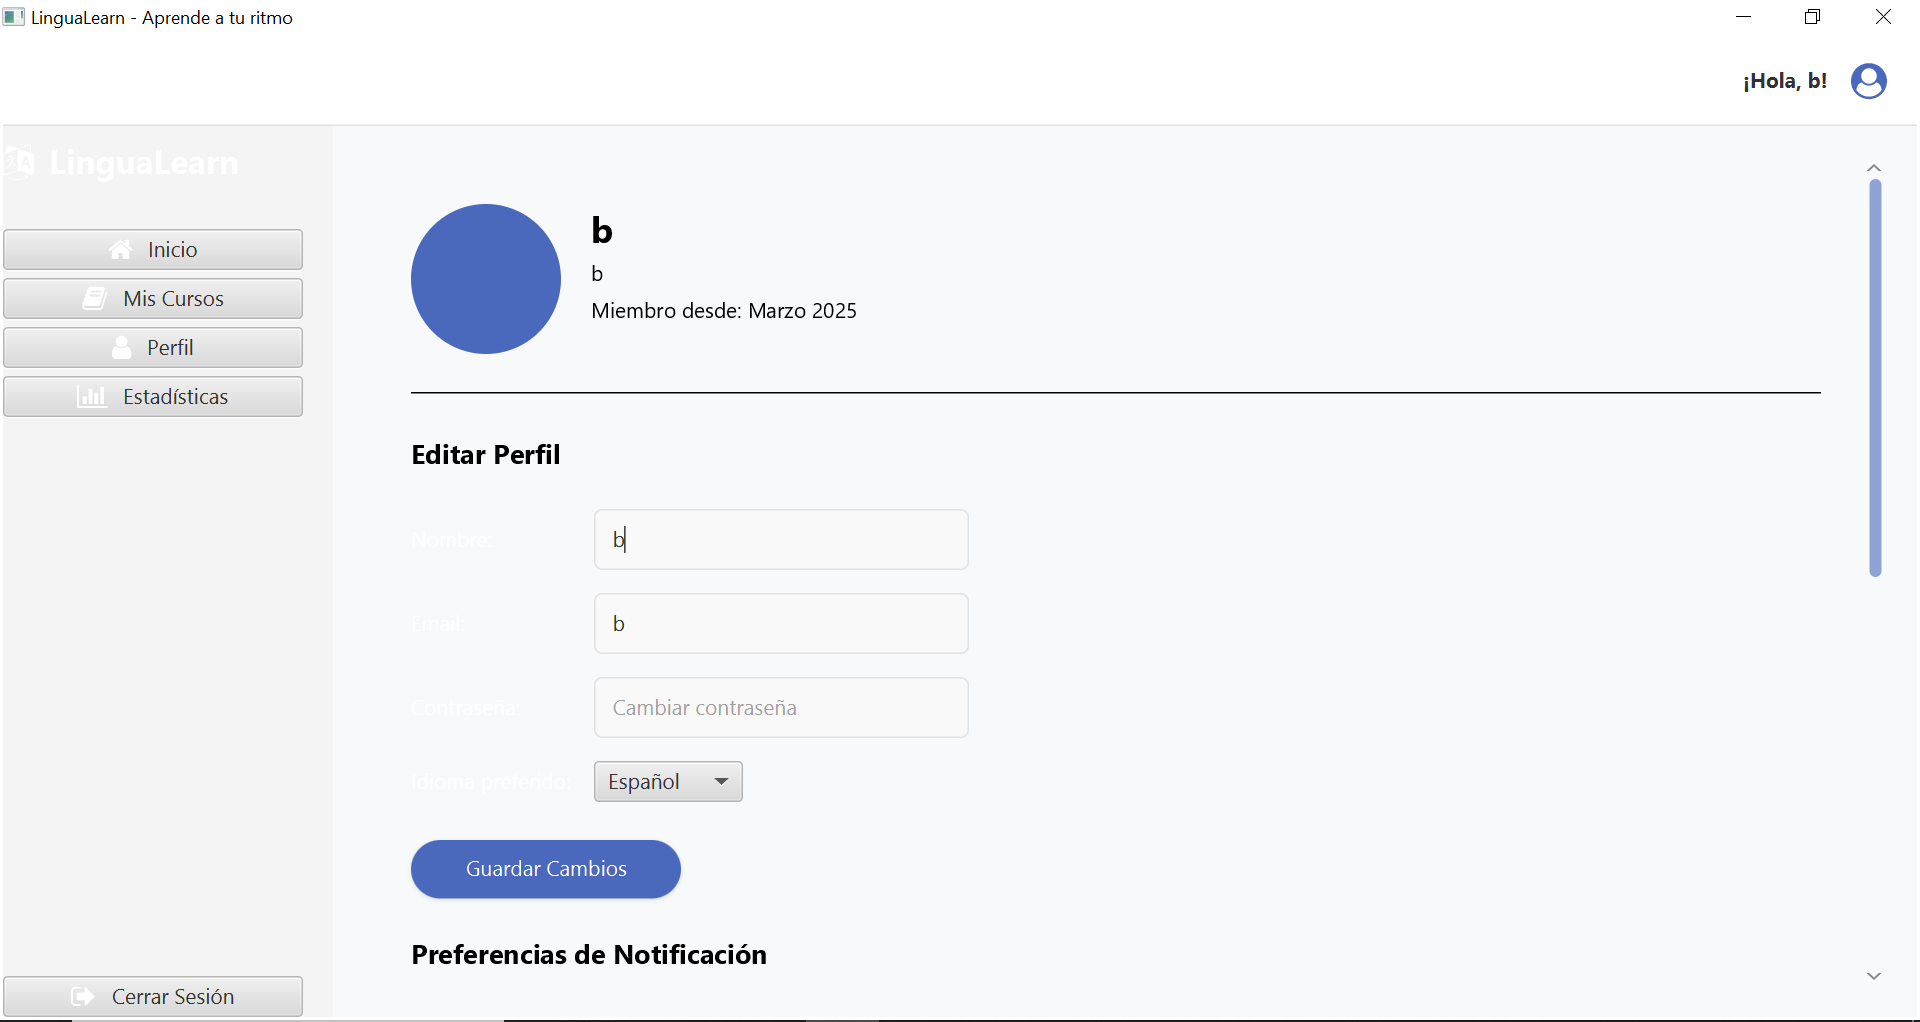 LinguaLearn - Aprende a tu ritmo
¡Hola, b!
LinguaLearn
Inicio
Mis Cursos
Perfil
Estadísticas
Cerrar Sesión
b
b
Miembro desde: Marzo 2025
Editar Perfil
Nombre: b
Email: b
Contraseña: Cambiar contraseña
Idioma preferido: Español
Guardar Cambios
Preferencias de Notificación